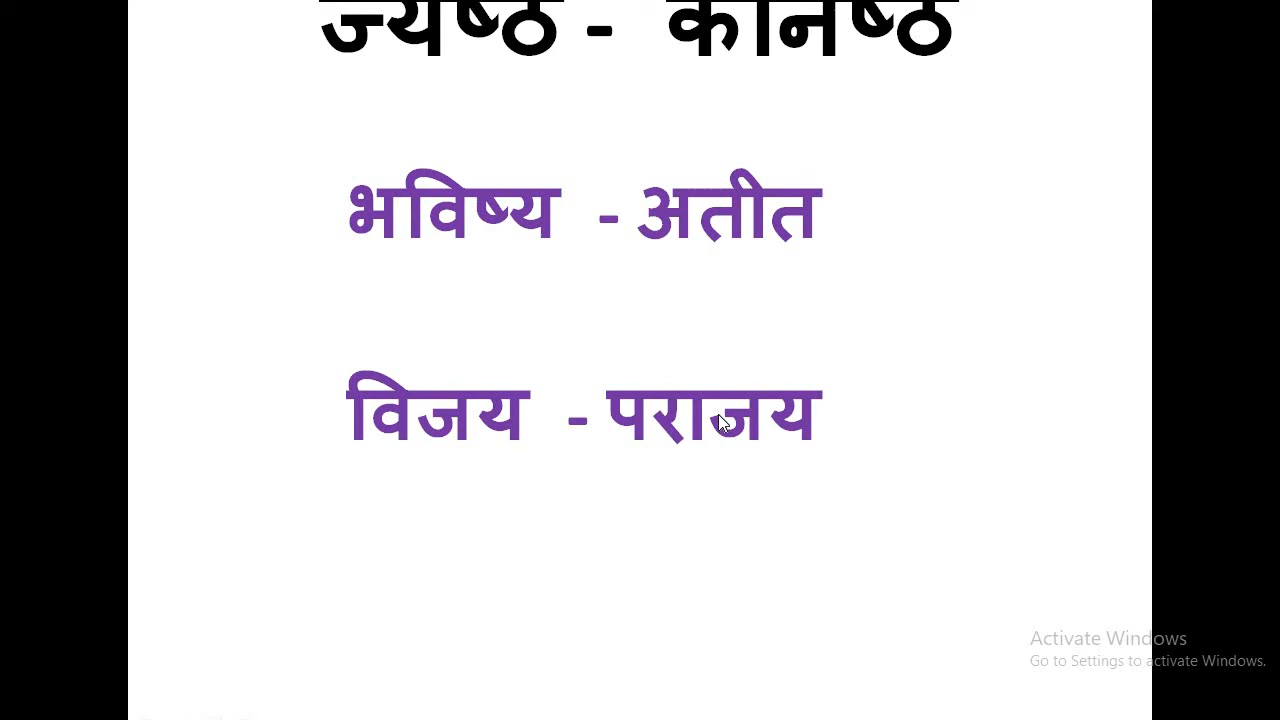 ज्येष्ठ - कनिष्ठ
भविष्य - अतीत
विजय - पराजय
Activate Windows
Go to Settings to activate Windows.